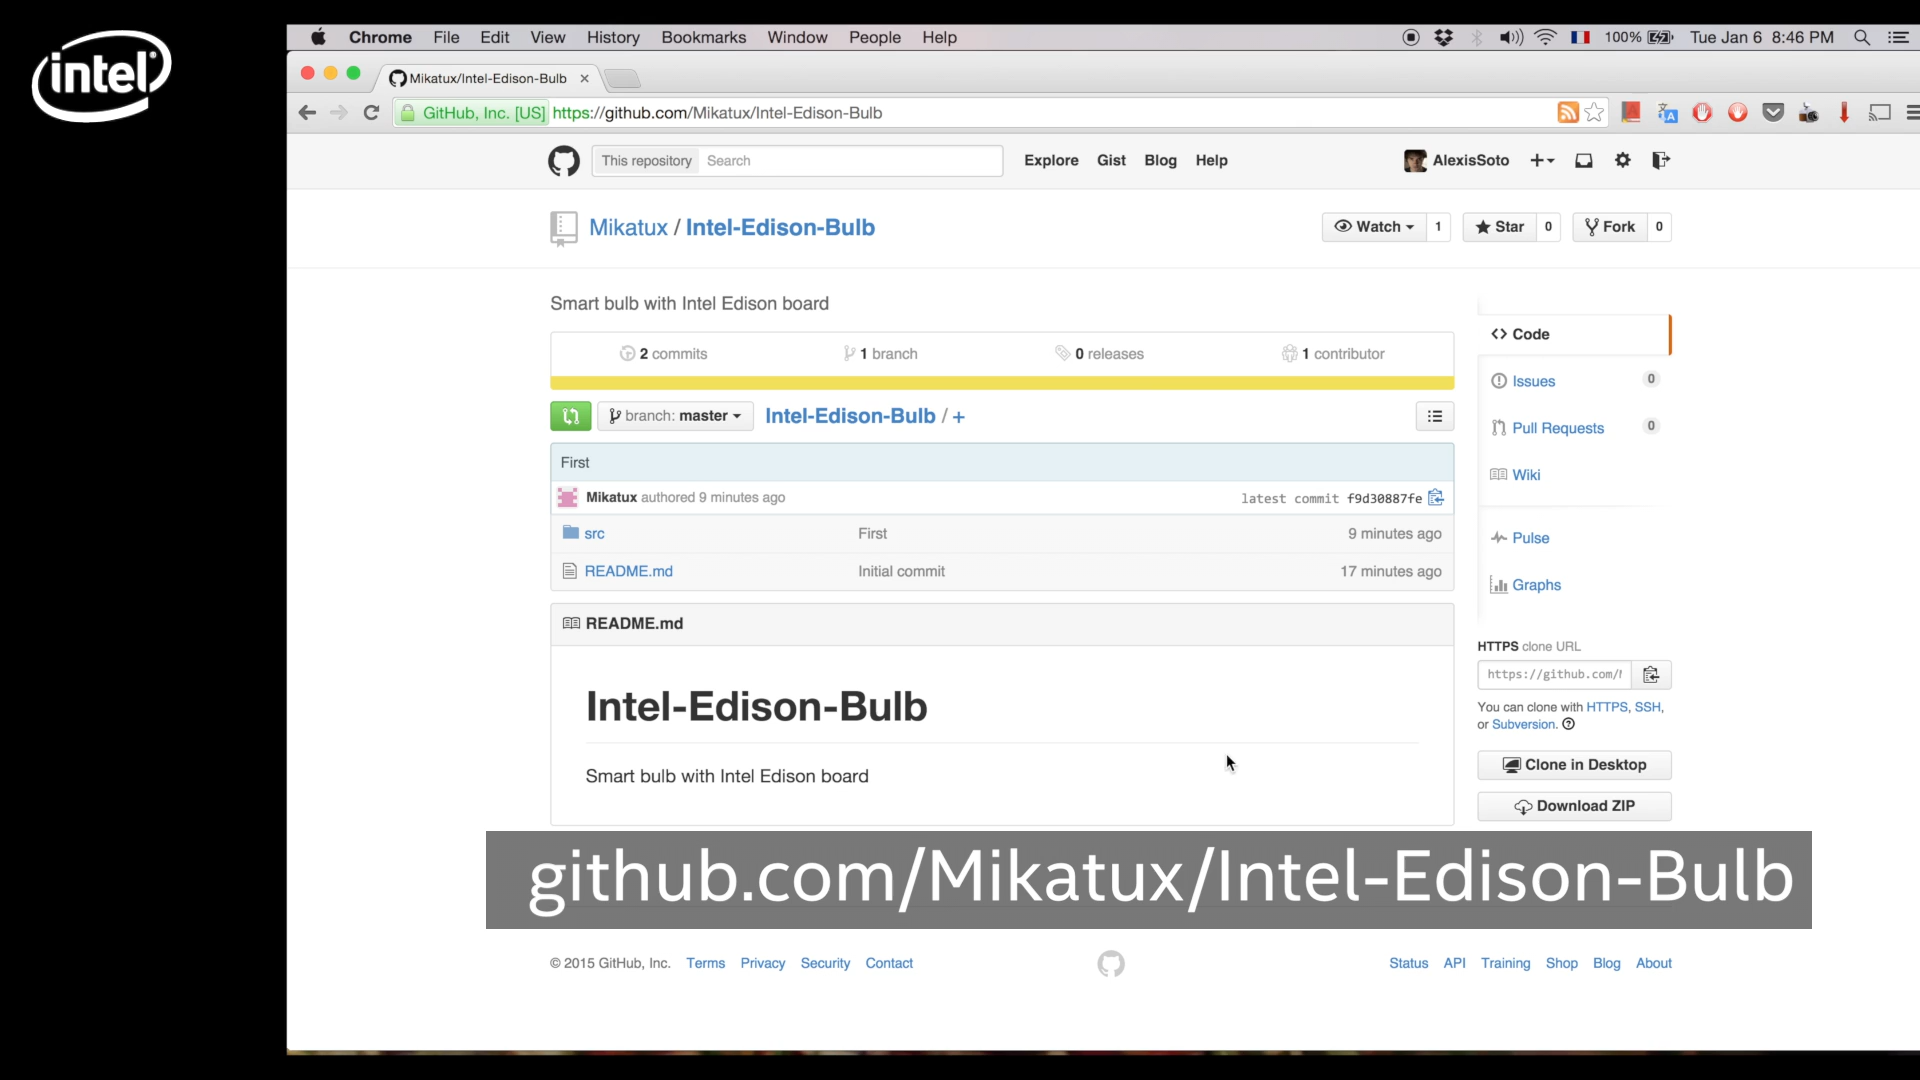 intel
Chrome File Edit View History Bookmarks Window People Help 100% Tue Jan 6 8:46 PM
Mikatux/Intel-Edison-Bulb
GitHub, Inc. [US] https://github.com/Mikatux/Intel-Edison-Bulb
This repository Search Explore Gist Blog Help AlexisSoto
Mikatux / Intel-Edison-Bulb Watch 1 Star 0 Fork 0
Smart bulb with Intel Edison board
2 commits 1 branch 0 releases 1 contributor
branch: master Intel-Edison-Bulb / +
First
Mikatux authored 9 minutes ago latest commit f9d30887fe
src First 9 minutes ago
README.md Initial commit 17 minutes ago
README.md
Intel-Edison-Bulb
Smart bulb with Intel Edison board
Code
Issues 0
Pull Requests 0
Wiki
Pulse
Graphs
HTTPS clone URL
https://github.com/
You can clone with HTTPS, SSH,
or Subversion.
Clone in Desktop
Download ZIP
github.com/Mikatux/Intel-Edison-Bulb
© 2015 GitHub, Inc. Terms Privacy Security Contact Status API Training Shop Blog About